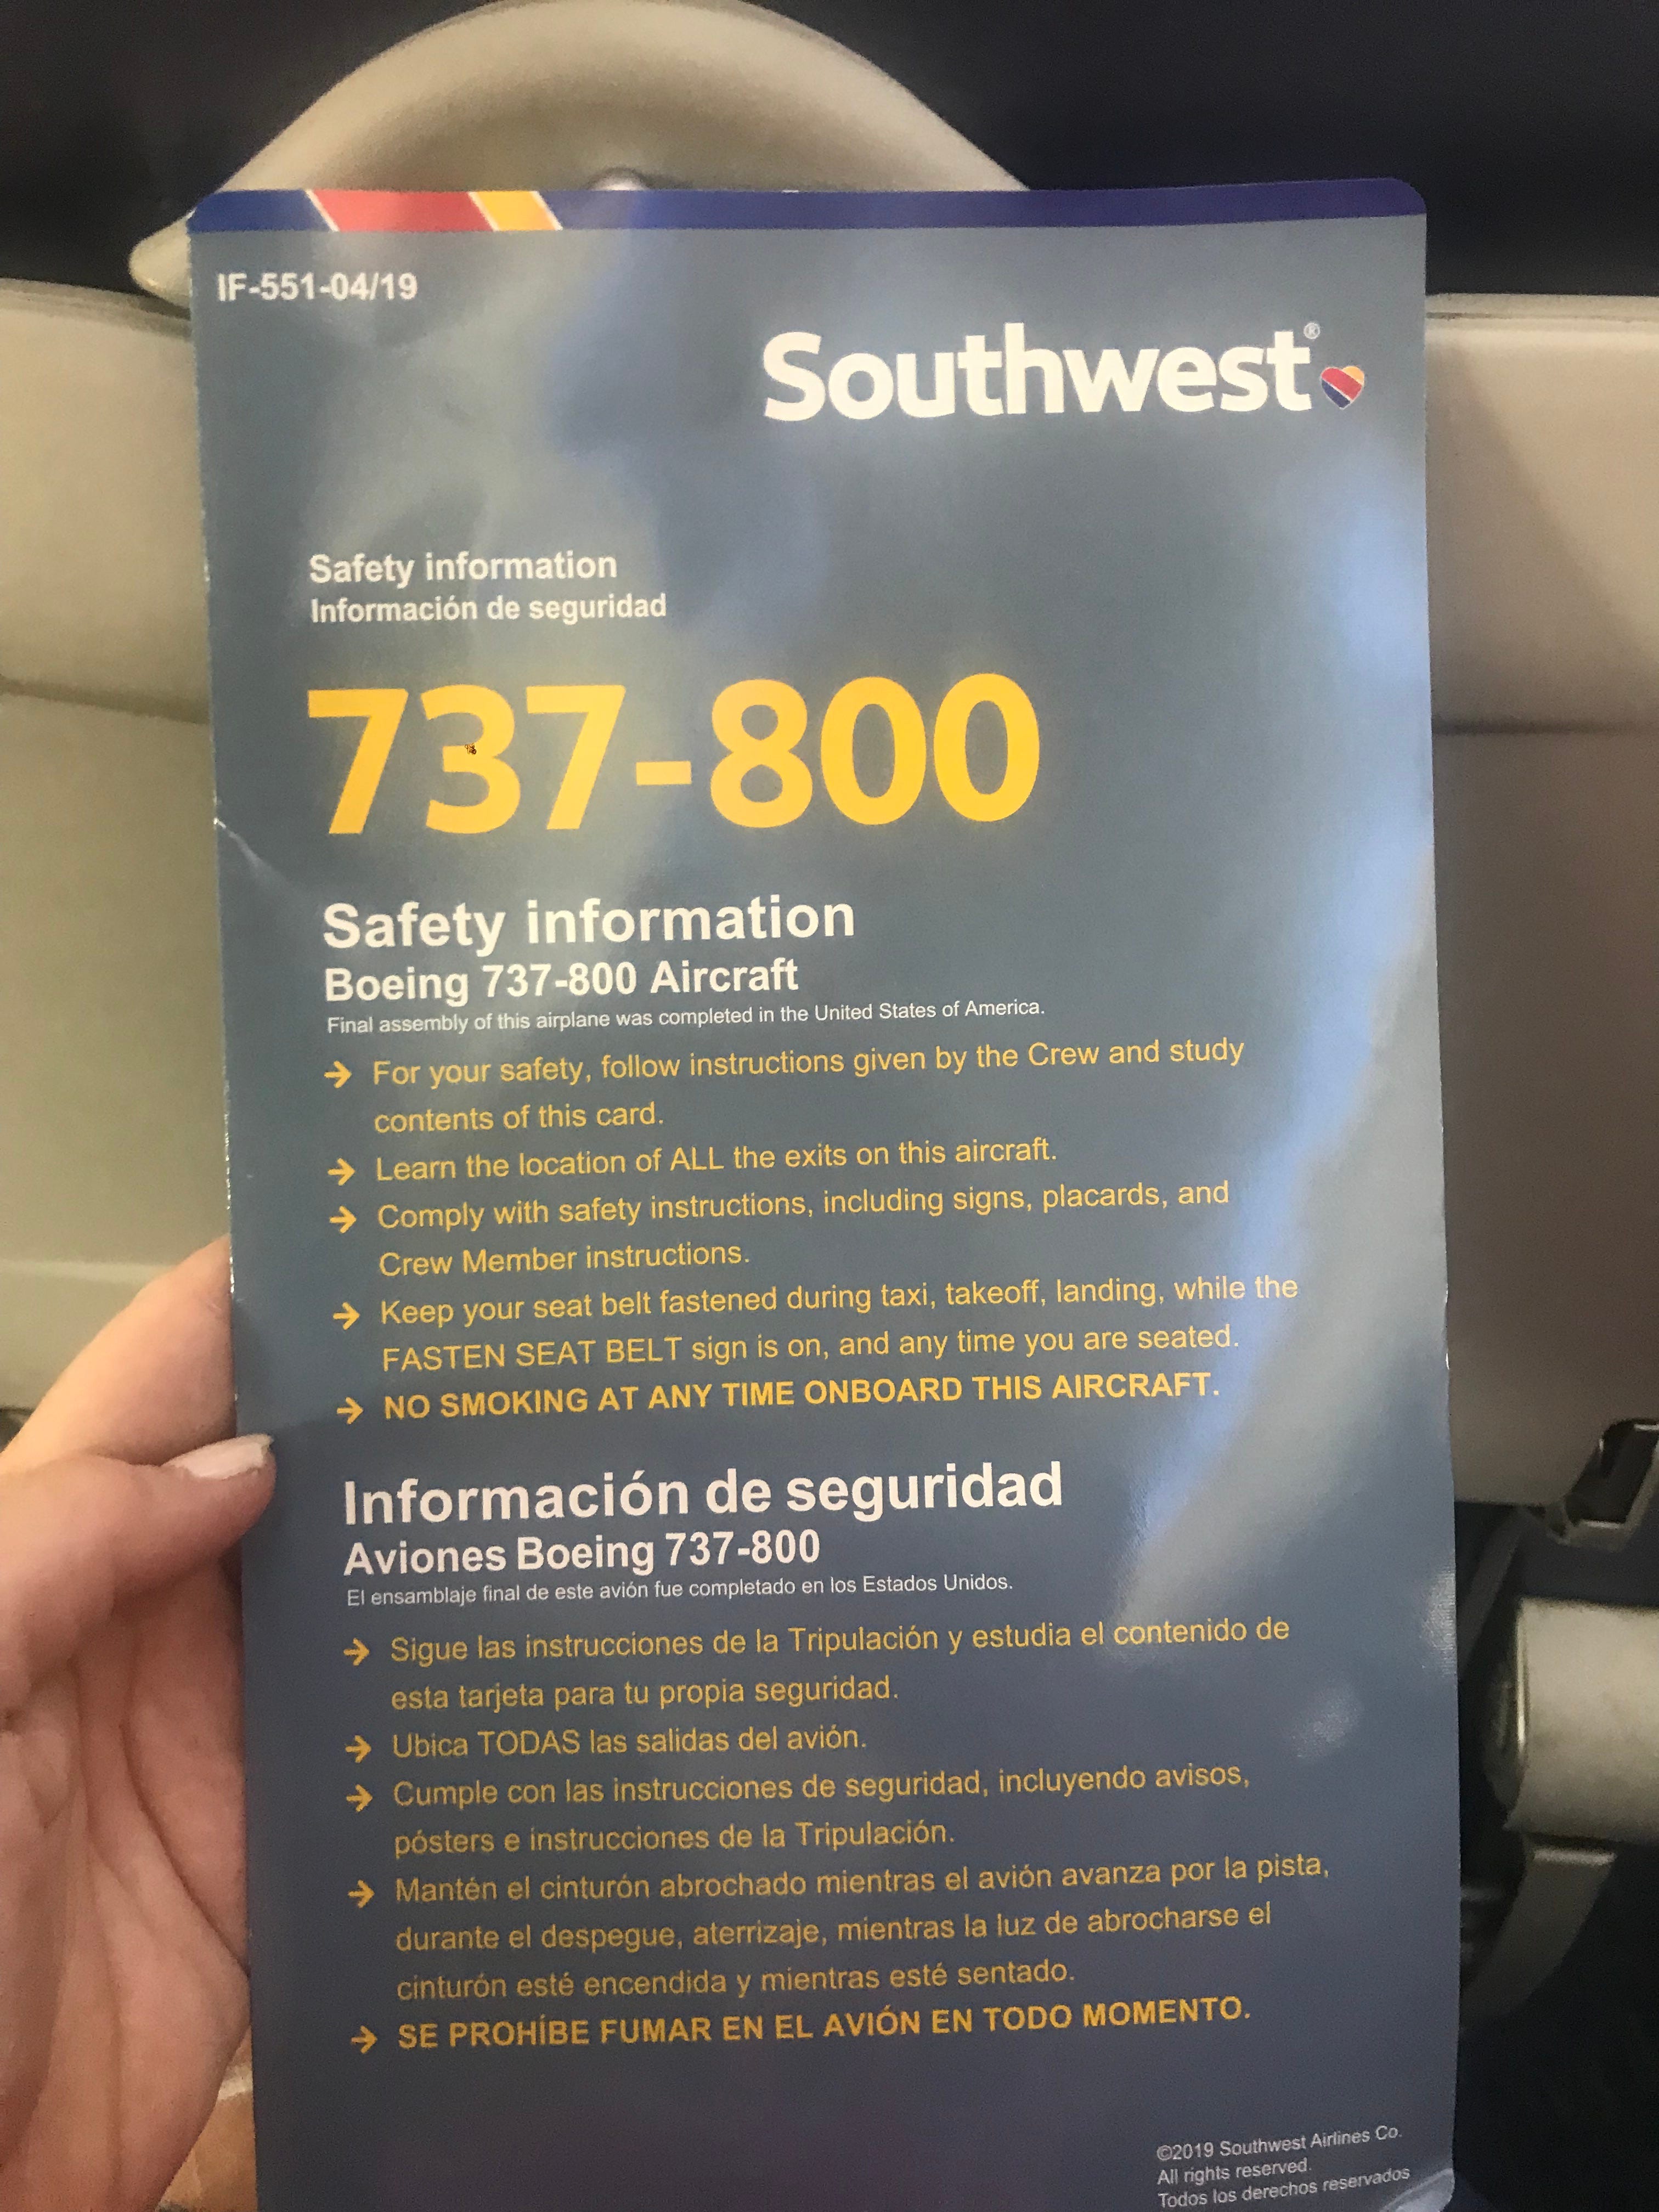 IF-551-04/19
Southwest®
Safety information
Información de seguridad
737-800
Safety information
Boeing 737-800 Aircraft
Final assembly of this airplane was completed in the United States of America.
→ For your safety, follow instructions given by the Crew and study
contents of this card.
→ Learn the location of ALL the exits on this aircraft.
→ Comply with safety instructions, including signs, placards, and
Crew Member instructions.
→ Keep your seat belt fastened during taxi, takeoff, landing, while the
FASTEN SEAT BELT sign is on, and any time you are seated.
→ NO SMOKING AT ANY TIME ONBOARD THIS AIRCRAFT.
Información de seguridad
Aviones Boeing 737-800
El ensamblaje final de este avión fue completado en los Estados Unidos.
→ Sigue las instrucciones de la Tripulación y estudia el contenido de
esta tarjeta para tu propia seguridad.
→ Ubica TODAS las salidas del avión.
→ Cumple con las instrucciones de seguridad, incluyendo avisos,
pósters e instrucciones de la Tripulación.
→ Mantén el cinturón abrochado mientras el avión avanza por la pista,
durante el despegue, aterrizaje, mientras la luz de abrocharse el
cinturón esté encendida y mientras esté sentado.
→ SE PROHÍBE FUMAR EN EL AVIÓN EN TODO MOMENTO.
©2019 Southwest Airlines Co.
All rights reserved.
Todos los derechos reservados